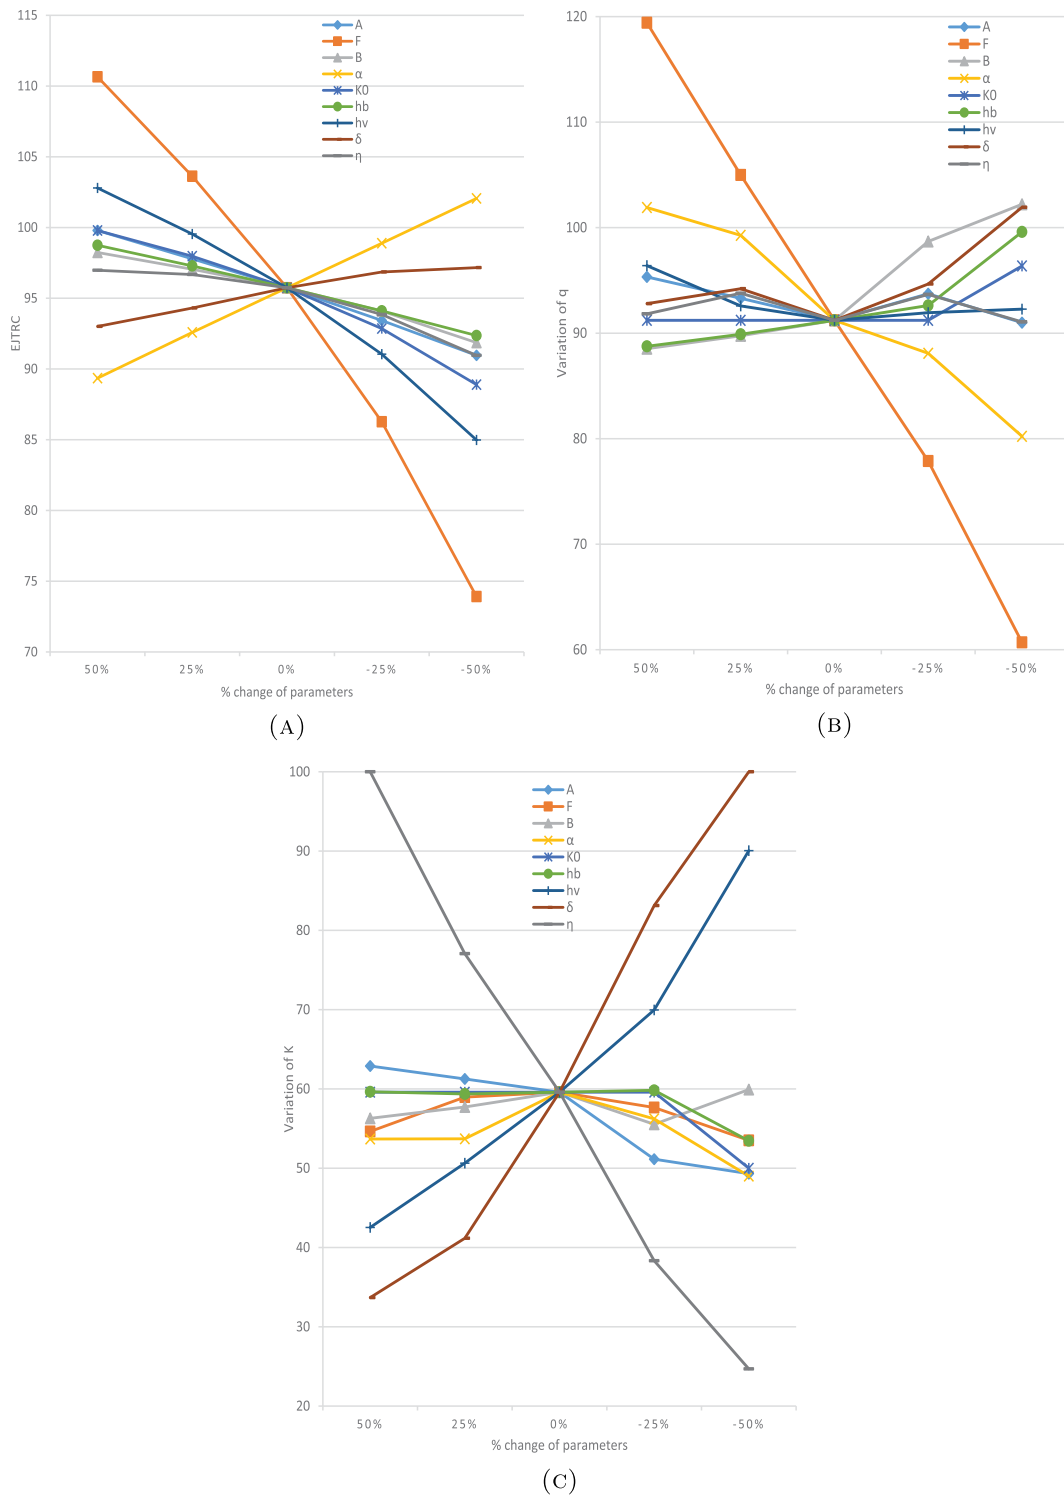 115
110
105
100
95
90
85
80
75
70
EJTRC
A
F
B
α
K0
hb
hv
δ
η
50%
25%
0%
-25%
-50%
% change of parameters
(A)
120
110
100
90
80
70
60
Variation of q
A
F
B
α
K0
hb
hv
δ
η
50%
25%
0%
-25%
-50%
% change of parameters
(B)
100
90
80
70
60
50
40
30
20
Variation of K
A
F
B
α
K0
hb
hv
δ
η
50%
25%
0%
-25%
-50%
% change of parameters
(C)